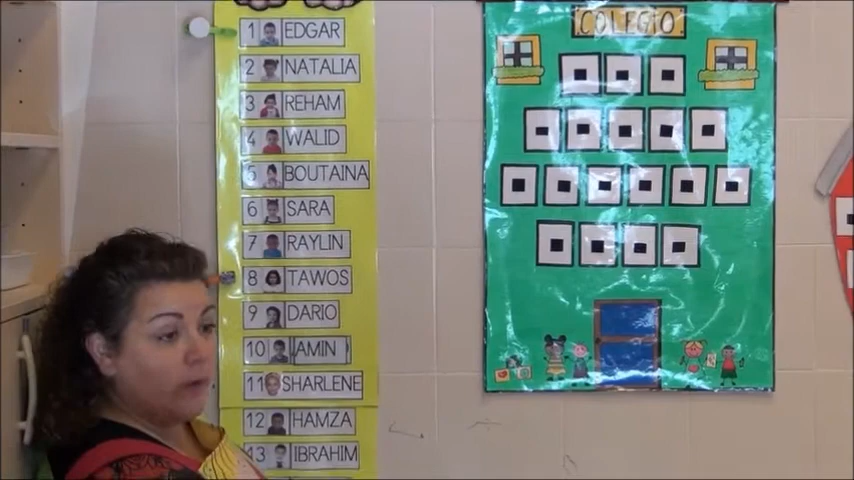 1 EDGAR
2 NATALIA
3 REHAM
4 WALID
5 BOUTAINA
6 SARA
7 RAYLIN
8 TAWOS
9 DARIO
10 AMIN
11 SHARLENE
12 HAMZA
13 IBRAHIM
COLEGIO